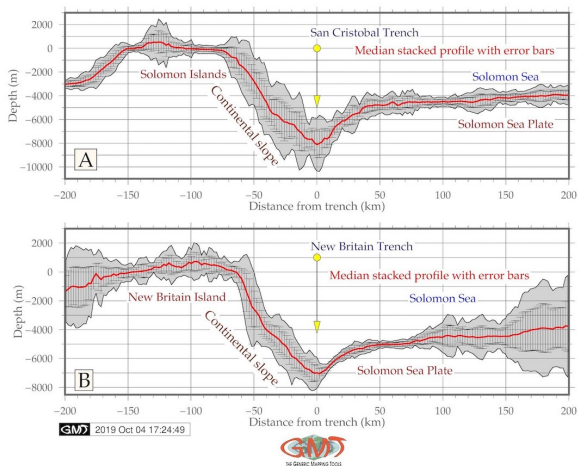 San Cristobal Trench
Median stacked profile with error bars
Solomon Islands
Solomon Sea
Continental slope
Solomon Sea Plate
Depth (m)
2000
0
−2000
−4000
−6000
−8000
−10000
A
−200 −150 −100 −50 0 50 100 150 200
Distance from trench (km)
New Britain Trench
Median stacked profile with error bars
New Britain Island
Solomon Sea
Continental slope
Solomon Sea Plate
Depth (m)
2000
0
−2000
−4000
−6000
−8000
B
−200 −150 −100 −50 0 50 100 150 200
Distance from trench (km)
GMT 2019 Oct 04 17:24:49
GMT
THE GENERIC MAPPING TOOLS